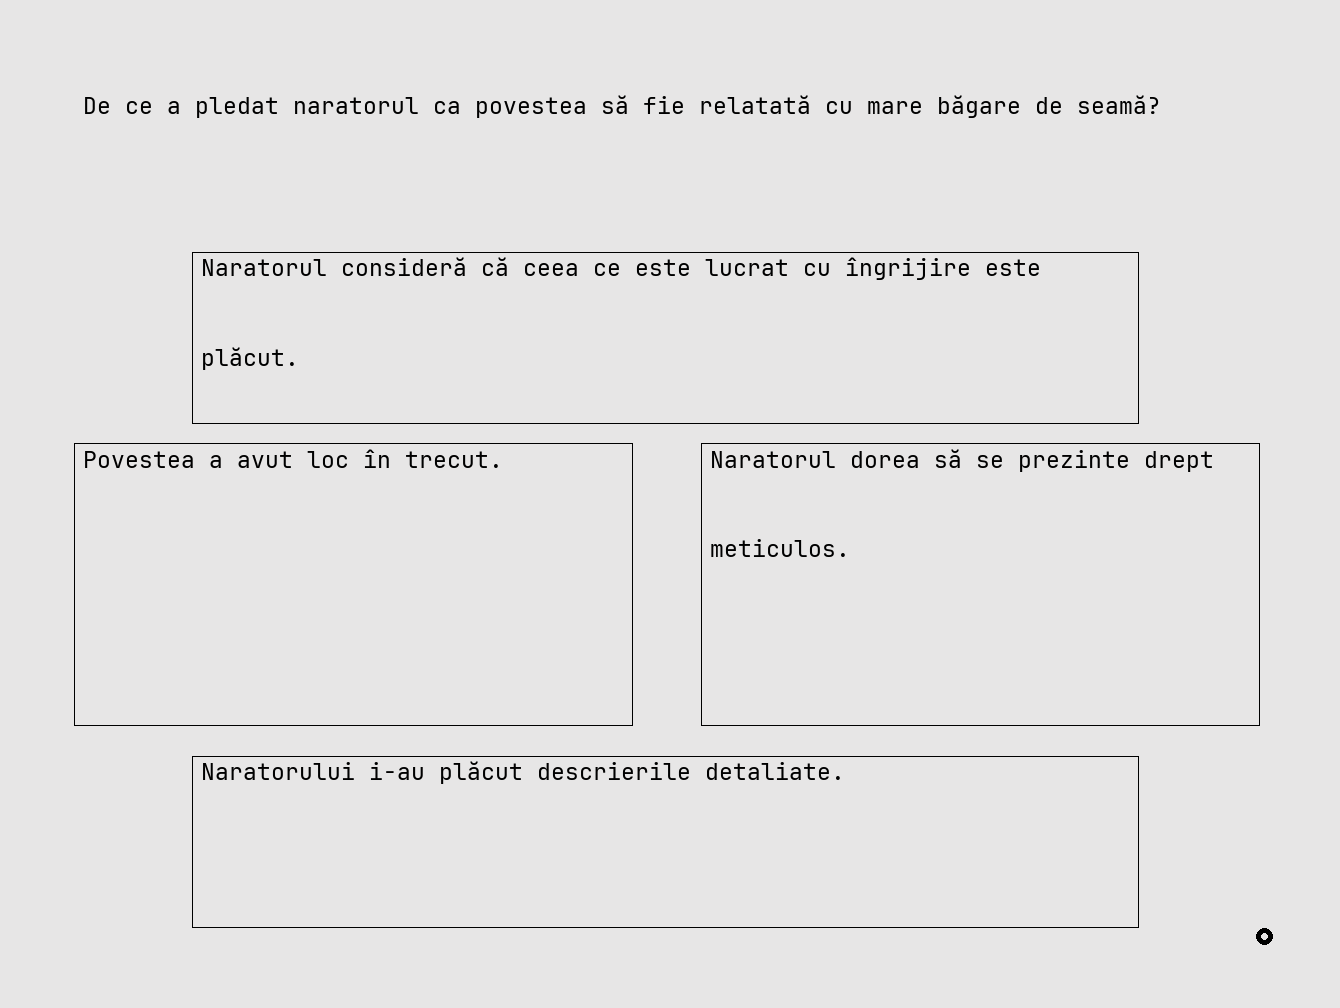 De ce a pledat naratorul ca povestea să fie relatată cu mare băgare de seamă?
Naratorul consideră că ceea ce este lucrat cu îngrijire este
plăcut.
Povestea a avut loc în trecut.
Naratorul dorea să se prezinte drept
meticulos.
Naratorului i-au plăcut descrierile detaliate.